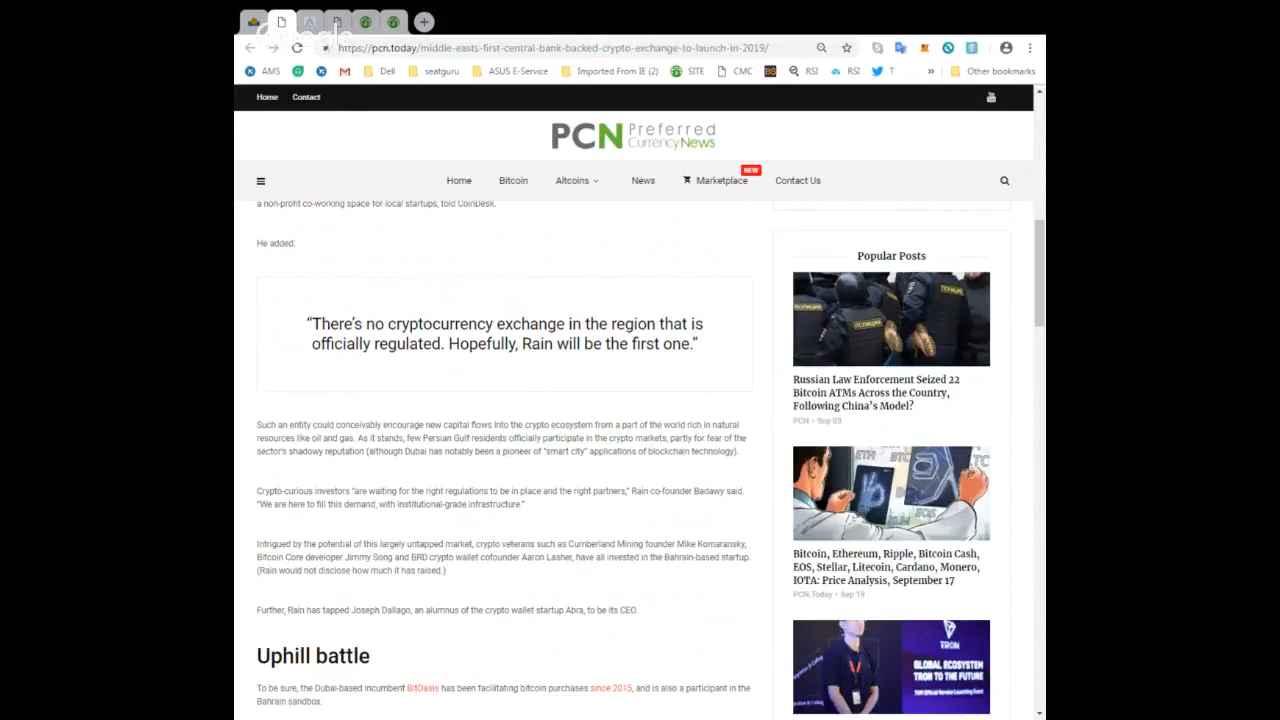 Google
https://pcn.today/middle-easts-first-central-bank-backed-crypto-exchange-to-launch-in-2019/
AMS
Dell
seatguru
ASUS E-Service
Imported From IE (2)
SITE
CMC
RSI
RSI
T
»
Other bookmarks
Home Contact
PCN Preferred
CurrencyNews
Home
Bitcoin
Altcoins
News
Marketplace
NEW
Contact Us
a non-profit co-working space for local startups, told CoinDesk.
He added:
“There’s no cryptocurrency exchange in the region that is
officially regulated. Hopefully, Rain will be the first one.”
Such an entity could conceivably encourage new capital flows into the crypto ecosystem from a part of the world rich in natural
resources like oil and gas. As it stands, few Persian Gulf residents officially participate in the crypto markets, partly for fear of the
sector’s shadowy reputation (although Dubai has notably been a pioneer of “smart city” applications of blockchain technology).
Crypto-curious investors “are waiting for the right regulations to be in place and the right partners,” Rain co-founder Badawy said.
“We are here to fill this demand, with institutional-grade infrastructure.”
Intrigued by the potential of this largely untapped market, crypto veterans such as Cumberland Mining founder Mike Komaransky,
Bitcoin Core developer Jimmy Song and BRD crypto wallet cofounder Aaron Lasher, have all invested in the Bahrain-based startup.
(Rain would not disclose how much it has raised.)
Further, Rain has tapped Joseph Dallago, an alumnus of the crypto wallet startup Abra, to be its CEO.
Uphill battle
To be sure, the Dubai-based incumbent BitOasis has been facilitating bitcoin purchases since 2015, and is also a participant in the
Bahrain sandbox.
Popular Posts
ПОЛИЦИЯ
Russian Law Enforcement Seized 22
Bitcoin ATMs Across the Country,
Following China’s Model?
PCN • Sep 03
ETH
BTC
LTC
EOS
Bitcoin, Ethereum, Ripple, Bitcoin Cash,
EOS, Stellar, Litecoin, Cardano, Monero,
IOTA: Price Analysis, September 17
PCN.Today • Sep 19
TRON
GLOBAL ECOSYSTEM
TRON TO THE FUTURE